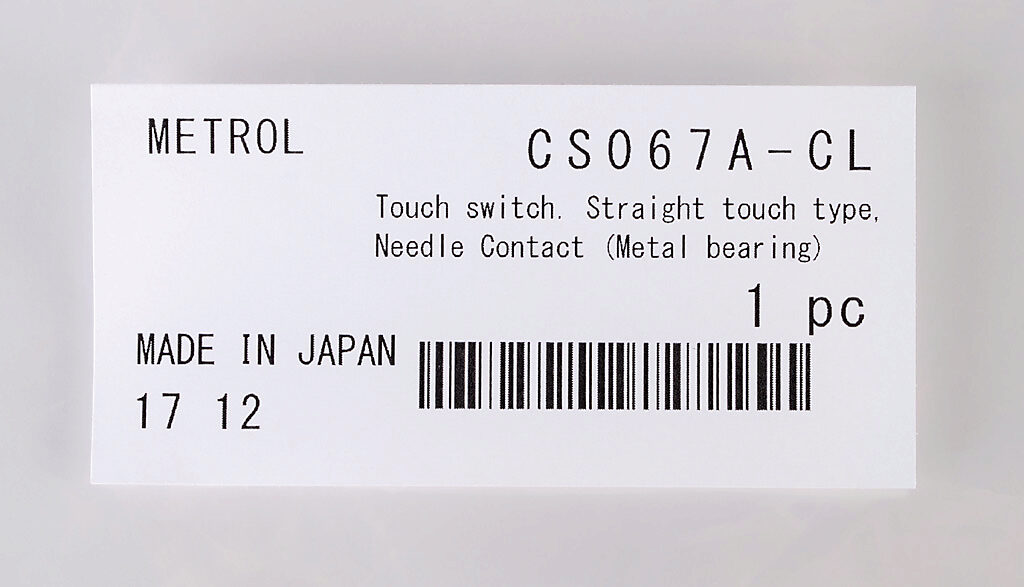 METROL
CS067A-CL
Touch switch. Straight touch type,
Needle Contact (Metal bearing)
1 pc
MADE IN JAPAN
17 12